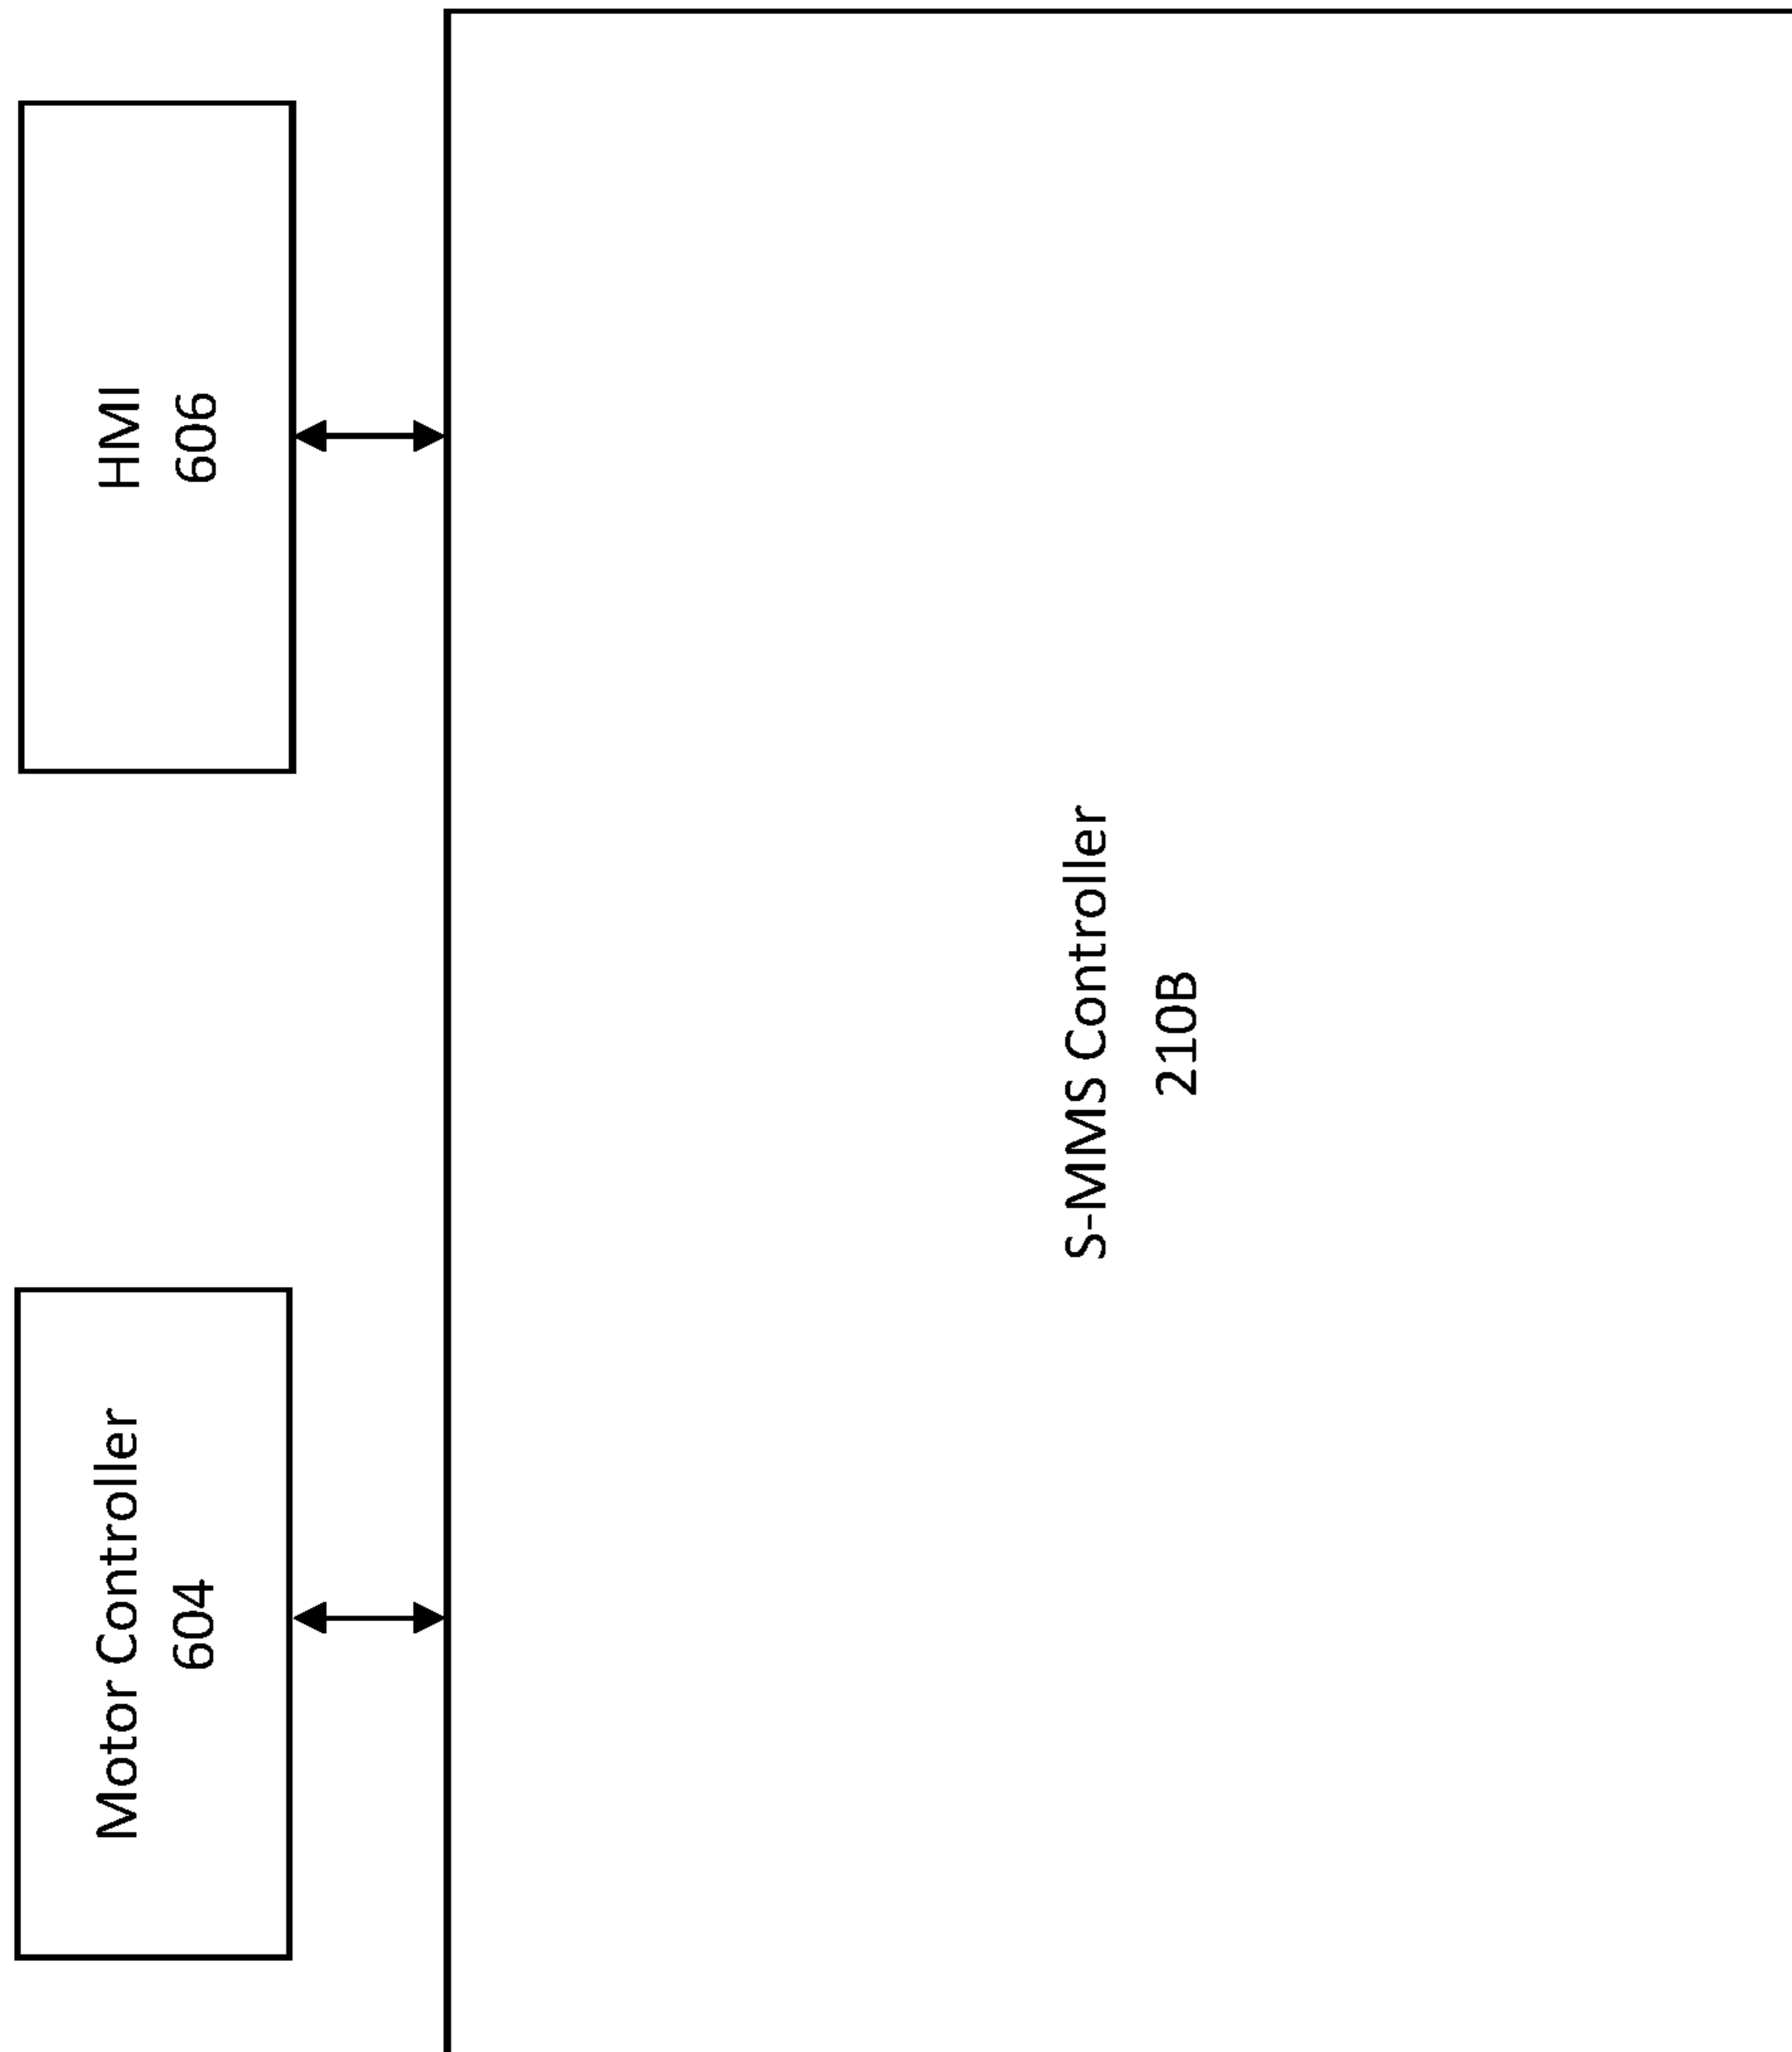 Motor Controller
604
HMI
606
S-MMS Controller
210B